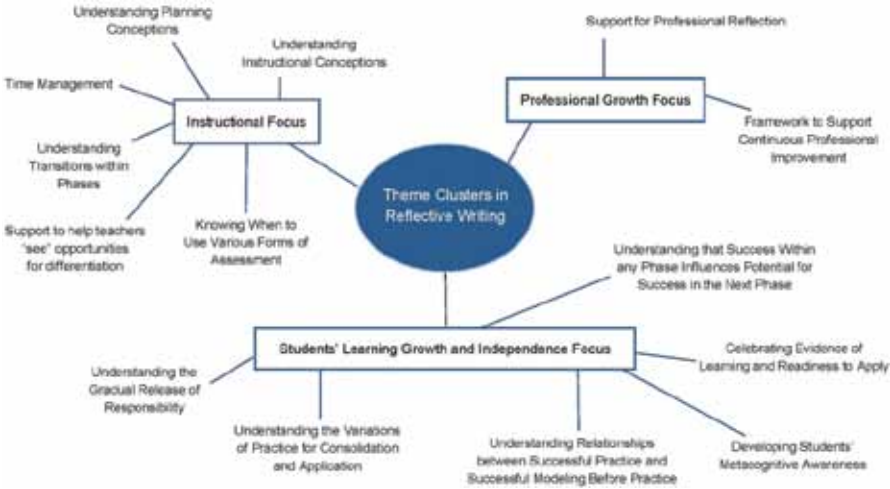 Understanding Planning
Conceptions
Understanding
Instructional Conceptions
Time Management
Instructional Focus
Understanding
Transitions within
Phases
Support to help teachers
"see" opportunities
for differentiation
Knowing When to
Use Various Forms of
Assessment
Support for Professional Reflection
Professional Growth Focus
Framework to Support
Continuous Professional
Improvement
Theme Clusters in
Reflective Writing
Understanding that Success Within
any Phase Influences Potential for
Success in the Next Phase
Students' Learning Growth and Independence Focus
Celebrating Evidence of
Learning and Readiness to Apply
Understanding the
Gradual Release of
Responsibility
Understanding the Variations
of Practice for Consolidation
and Application
Understanding Relationships
between Successful Practice and
Successful Modeling Before Practice
Developing Students'
Metacognitive Awareness